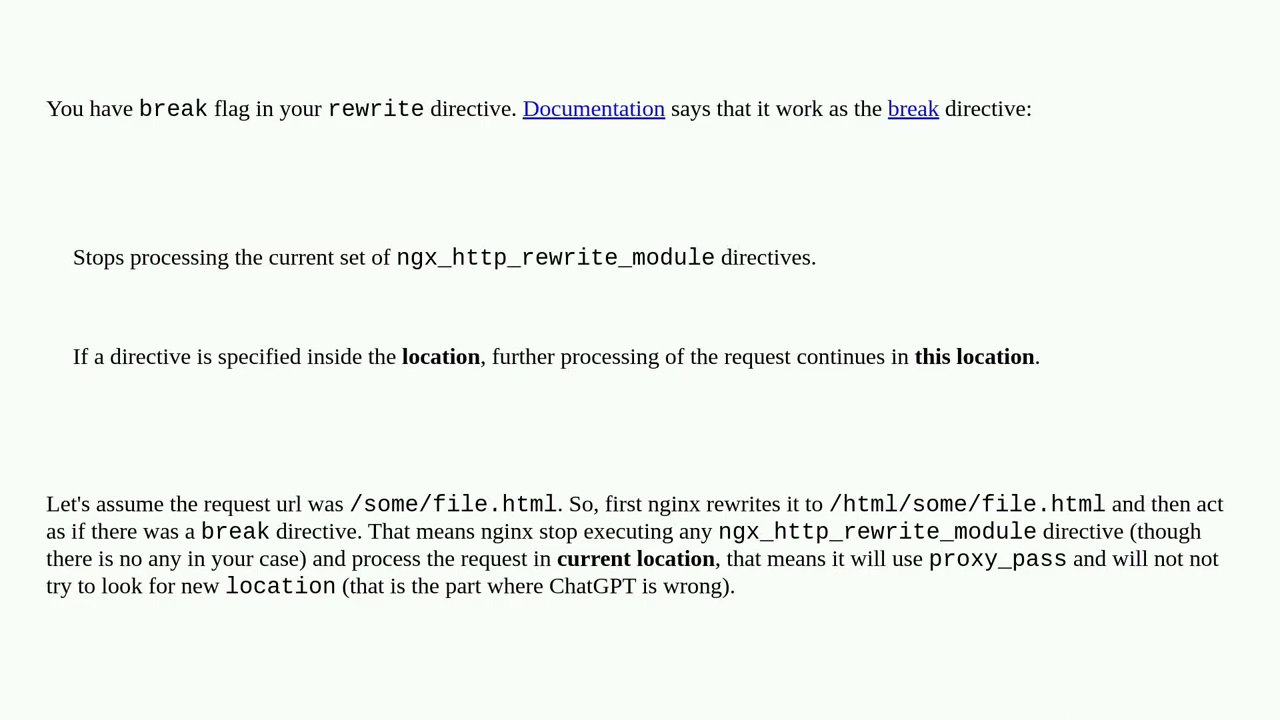 You have break flag in your rewrite directive. Documentation says that it work as the break directive:
Stops processing the current set of ngx_http_rewrite_module directives.
If a directive is specified inside the location, further processing of the request continues in this location.
Let's assume the request url was /some/file.html. So, first nginx rewrites it to /html/some/file.html and then act
as if there was a break directive. That means nginx stop executing any ngx_http_rewrite_module directive (though
there is no any in your case) and process the request in current location, that means it will use proxy_pass and will not not
try to look for new location (that is the part where ChatGPT is wrong).